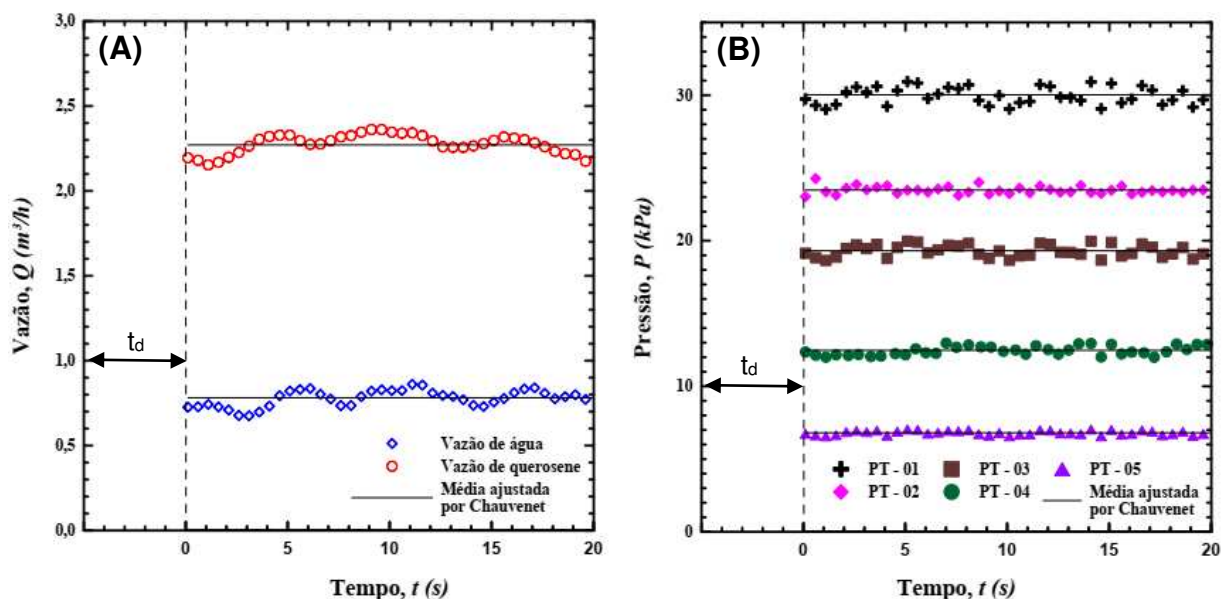 (A)
3,0
2,5
2,0
1,5
1,0
0,5
0,0
Vazão, Q (m³/h)
td
Vazão de água
Vazão de querosene
Média ajustada
por Chauvenet
0 5 10 15 20
Tempo, t (s)
(B)
30
20
10
0
Pressão, P (kPa)
td
PT - 01 PT - 03 PT - 05
PT - 02 PT - 04 Média ajustada
por Chauvenet
0 5 10 15 20
Tempo, t (s)